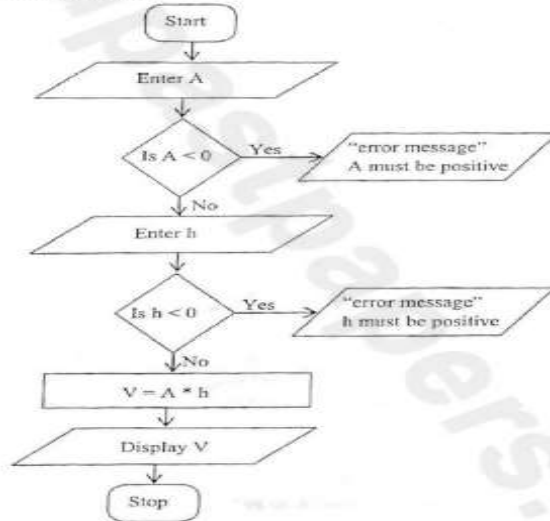 Start
Enter A
Is A < 0
Yes
"error message"
A must be positive
No
Enter h
Is h < 0
Yes
"error message"
h must be positive
No
V = A * h
Display V
Stop